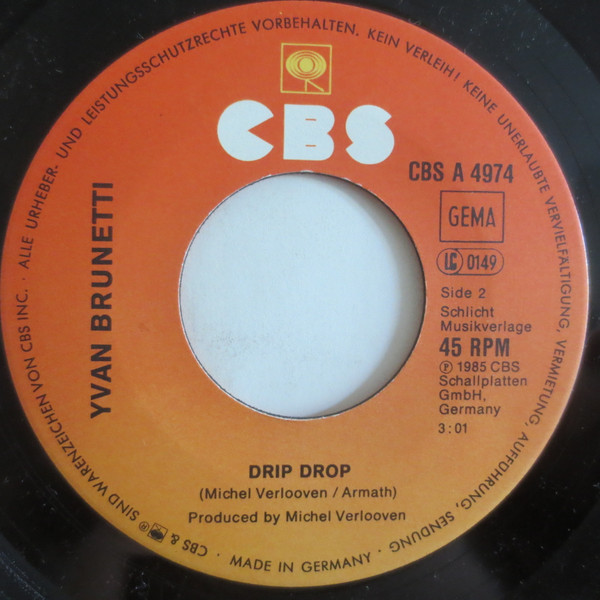 · ALLE URHEBER- UND LEISTUNGSSCHUTZRECHTE VORBEHALTEN, KEIN VERLEIH! KEINE UNERLAUBTE VERVIELFÄLTIGUNG, VERMIETUNG, AUFFÜHRUNG, SENDUNG
CBS
CBS A 4974
GEMA
LC 0149
Side 2
Schlicht
Musikverlage
45 RPM
Ⓟ 1985 CBS
Schallplatten
GmbH,
Germany
3:01
YVAN BRUNETTI
DRIP DROP
(Michel Verlooven / Armath)
Produced by Michel Verlooven
· MADE IN GERMANY ·
CBS & ® SIND WARENZEICHEN VON CBS INC.